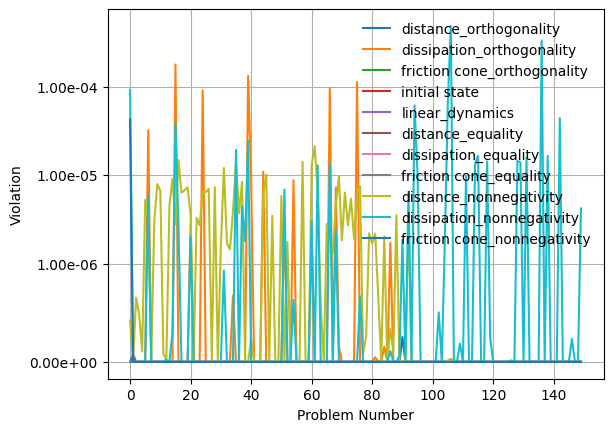 distance_orthogonality
dissipation_orthogonality
friction cone_orthogonality
initial state
linear_dynamics
distance_equality
dissipation_equality
friction cone_equality
distance_nonnegativity
dissipation_nonnegativity
friction cone_nonnegativity
1.00e-04
1.00e-05
1.00e-06
0.00e+00
Violation
0 20 40 60 80 100 120 140
Problem Number